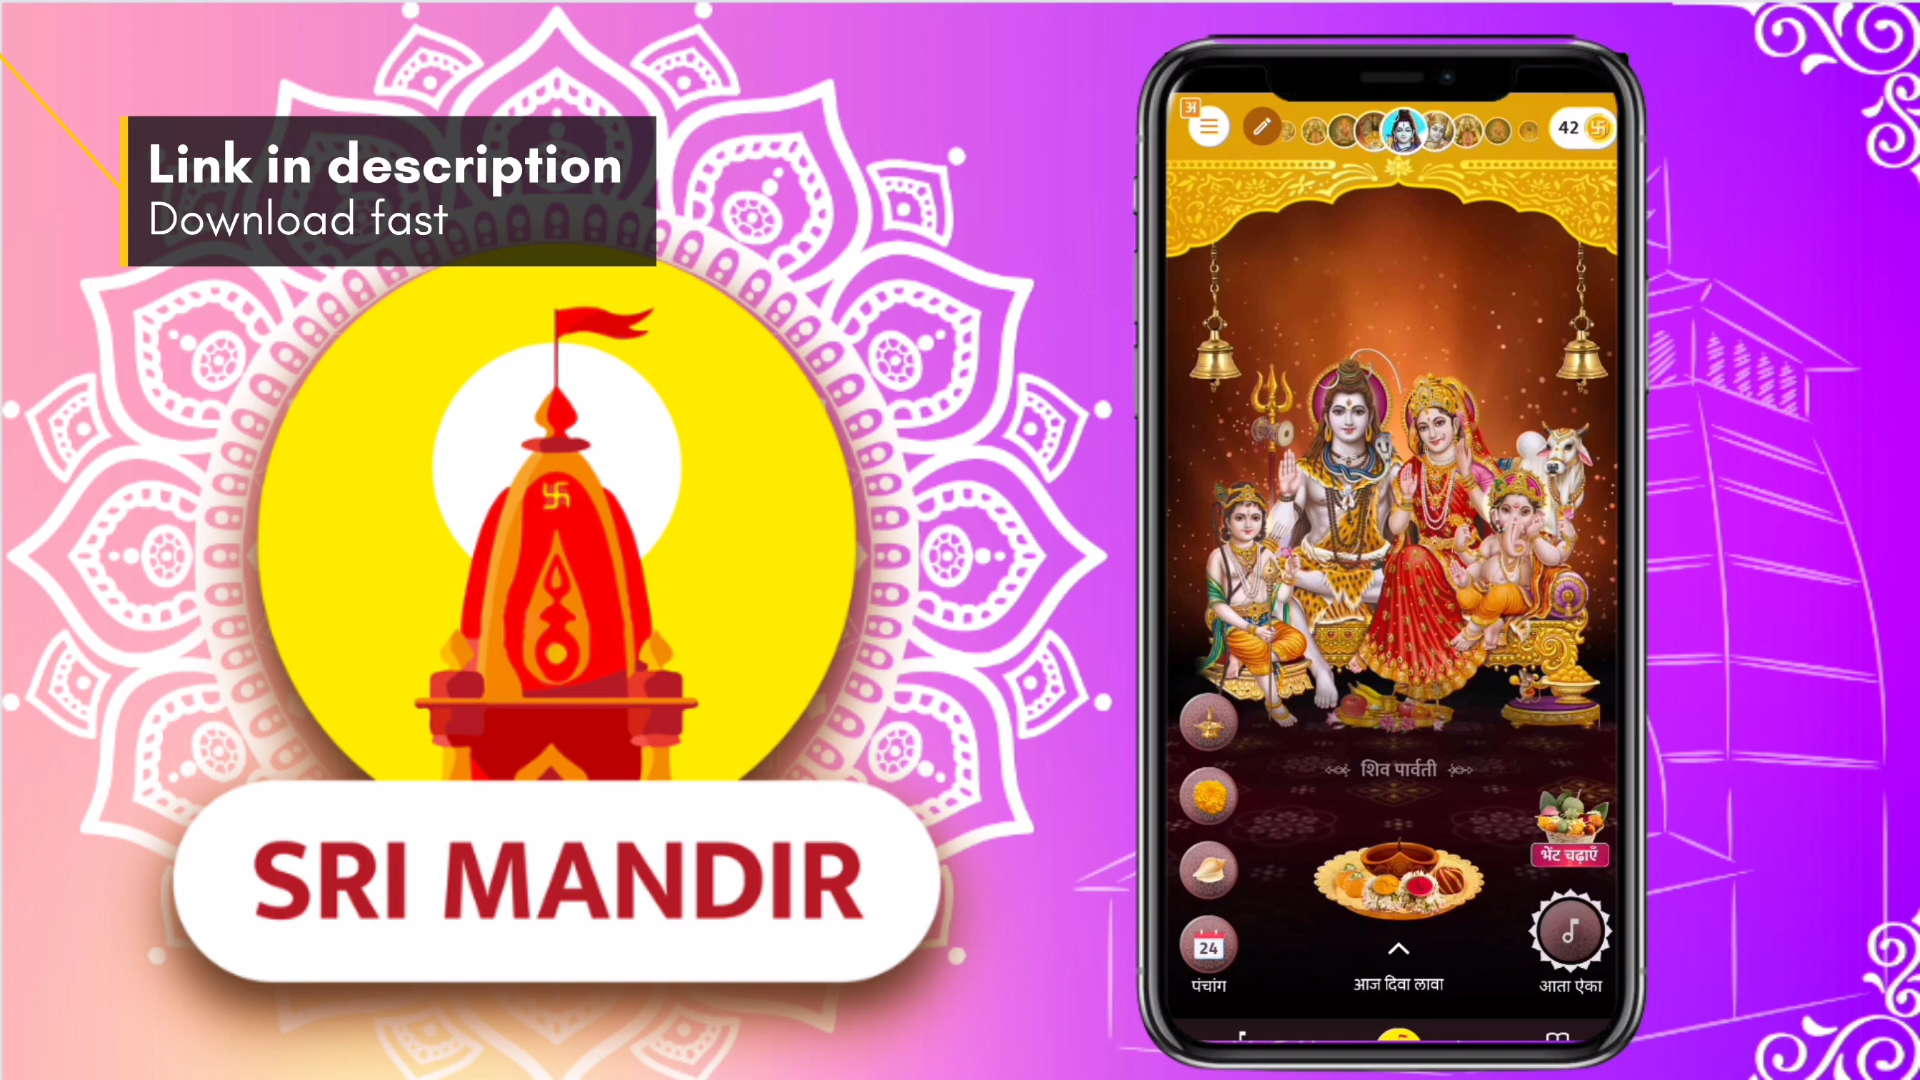 Link in description
Download fast
SRI MANDIR
अ
42
शिव पार्वती
भेंट चढ़ाएँ
24
पंचांग
आज दिवा लावा
आता ऐका